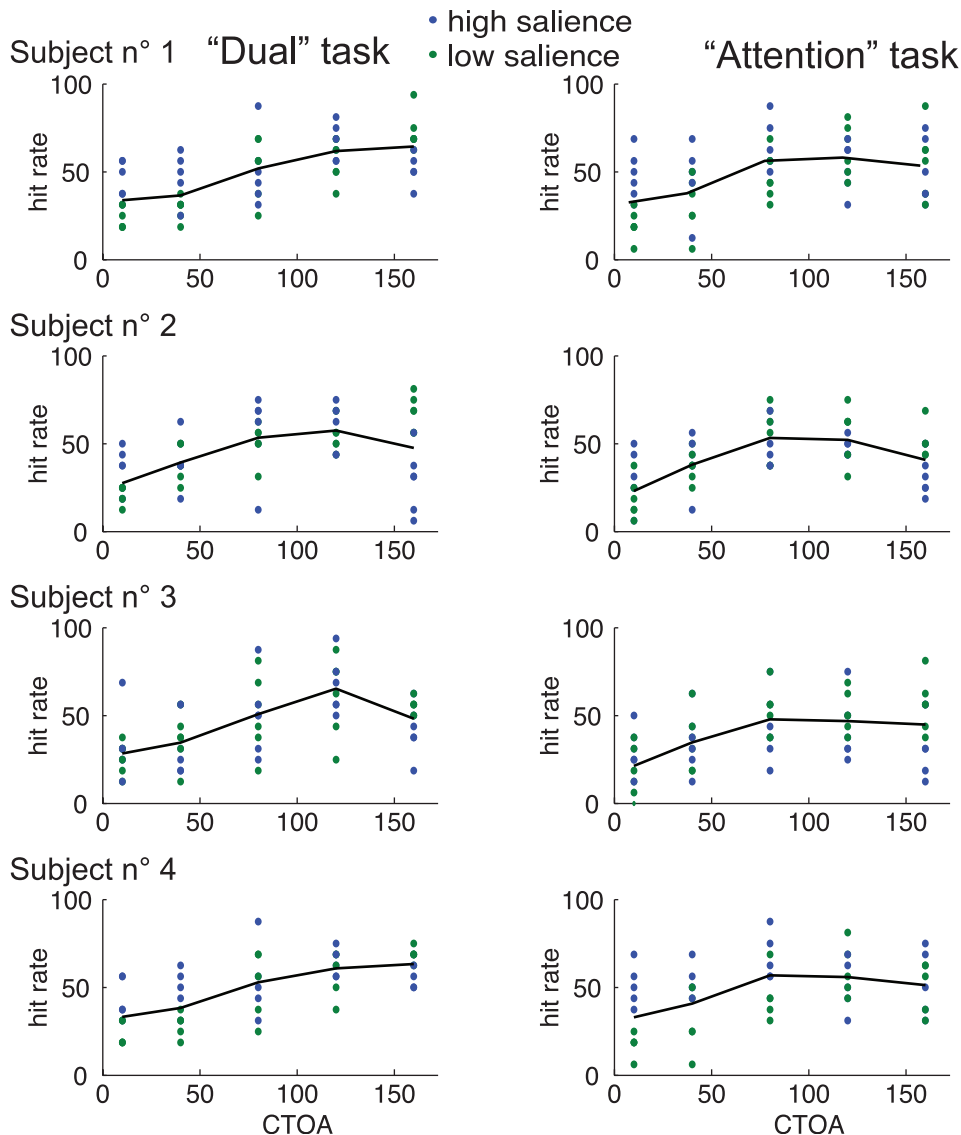 • high salience
Subject n° 1 “Dual” task • low salience “Attention” task
100 100
hit rate 50 hit rate 50
0 0
0 50 100 150 0 50 100 150
Subject n° 2
100 100
hit rate 50 hit rate 50
0 0
0 50 100 150 0 50 100 150
Subject n° 3
100 100
hit rate 50 hit rate 50
0 0
0 50 100 150 0 50 100 150
Subject n° 4
100 100
hit rate 50 hit rate 50
0 0
0 50 100 150 0 50 100 150
CTOA CTOA